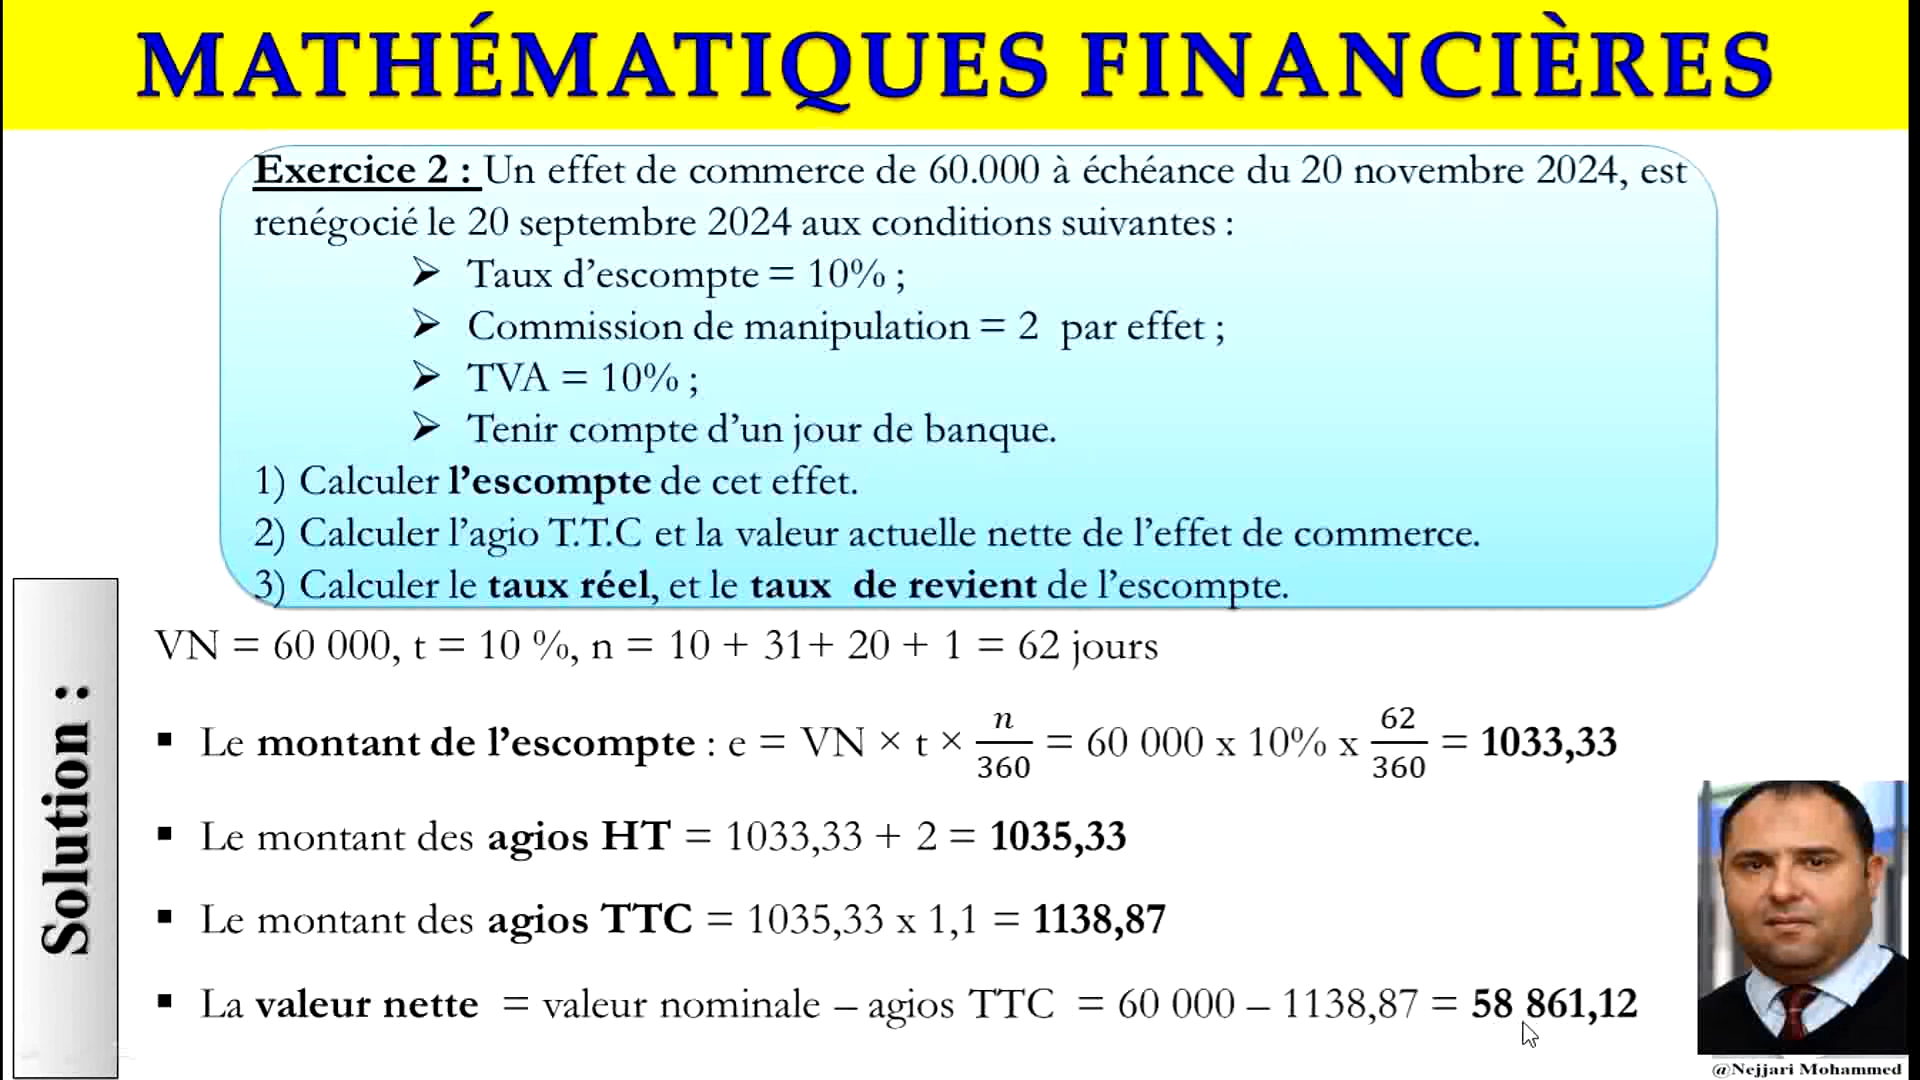 MATHÉMATIQUES FINANCIÈRES
Exercice 2 : Un effet de commerce de 60.000 à échéance du 20 novembre 2024, est
renégocié le 20 septembre 2024 aux conditions suivantes :
➢ Taux d’escompte = 10% ;
➢ Commission de manipulation = 2 par effet ;
➢ TVA = 10% ;
➢ Tenir compte d’un jour de banque.
1) Calculer l’escompte de cet effet.
2) Calculer l’agio T.T.C et la valeur actuelle nette de l’effet de commerce.
3) Calculer le taux réel, et le taux de revient de l’escompte.
Solution :
VN = 60 000, t = 10 %, n = 10 + 31+ 20 + 1 = 62 jours
▪ Le montant de l’escompte : e = VN × t × n/360 = 60 000 x 10% x 62/360 = 1033,33
▪ Le montant des agios HT = 1033,33 + 2 = 1035,33
▪ Le montant des agios TTC = 1035,33 x 1,1 = 1138,87
▪ La valeur nette = valeur nominale – agios TTC = 60 000 – 1138,87 = 58 861,12
@Nejjari Mohammed